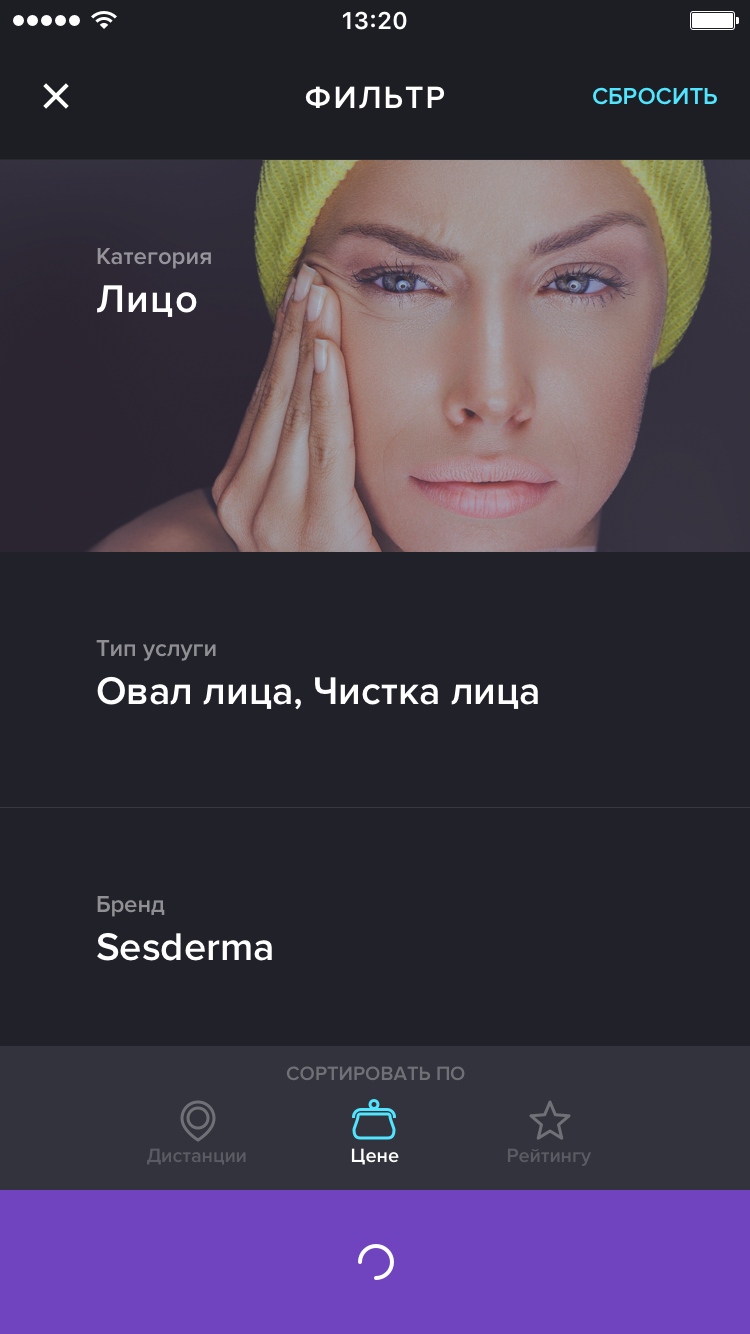 13:20
ФИЛЬТР
СБРОСИТЬ
Категория
Лицо
Тип услуги
Овал лица, Чистка лица
Бренд
Sesderma
СОРТИРОВАТЬ ПО
Дистанции
Цене
Рейтингу